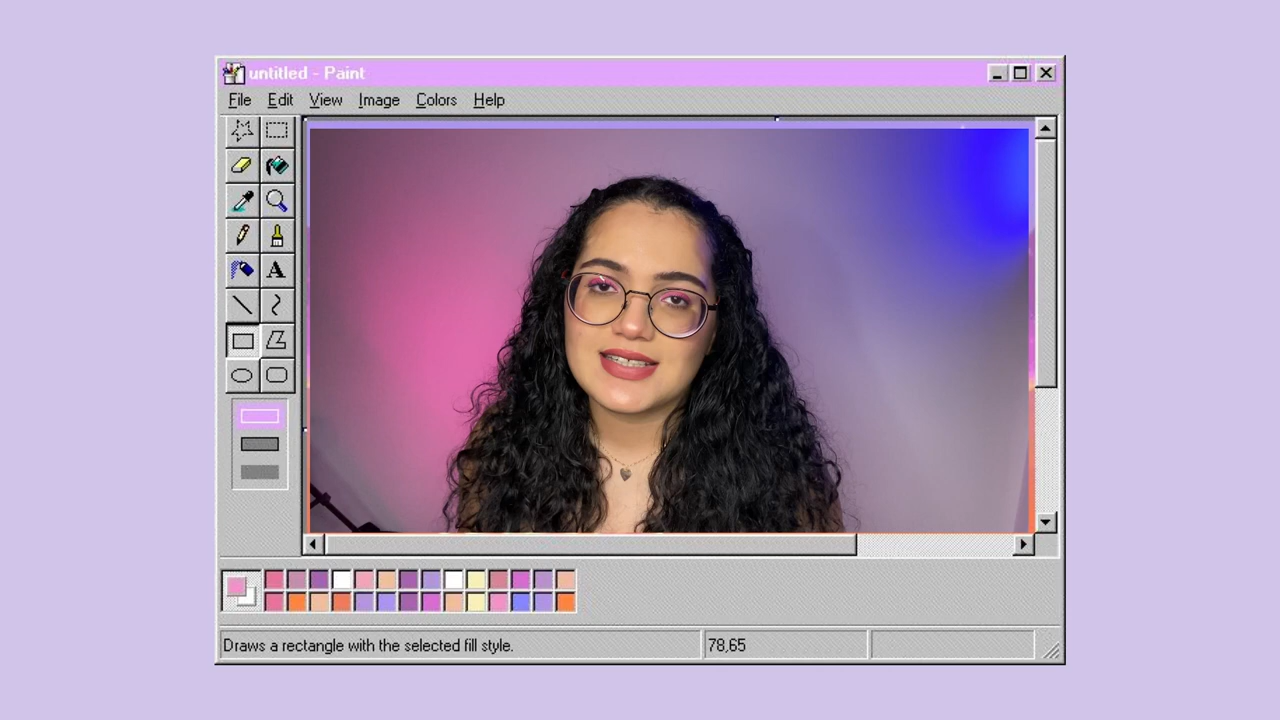 untitled - Paint
File Edit View Image Colors Help
A
Draws a rectangle with the selected fill style.
78,65